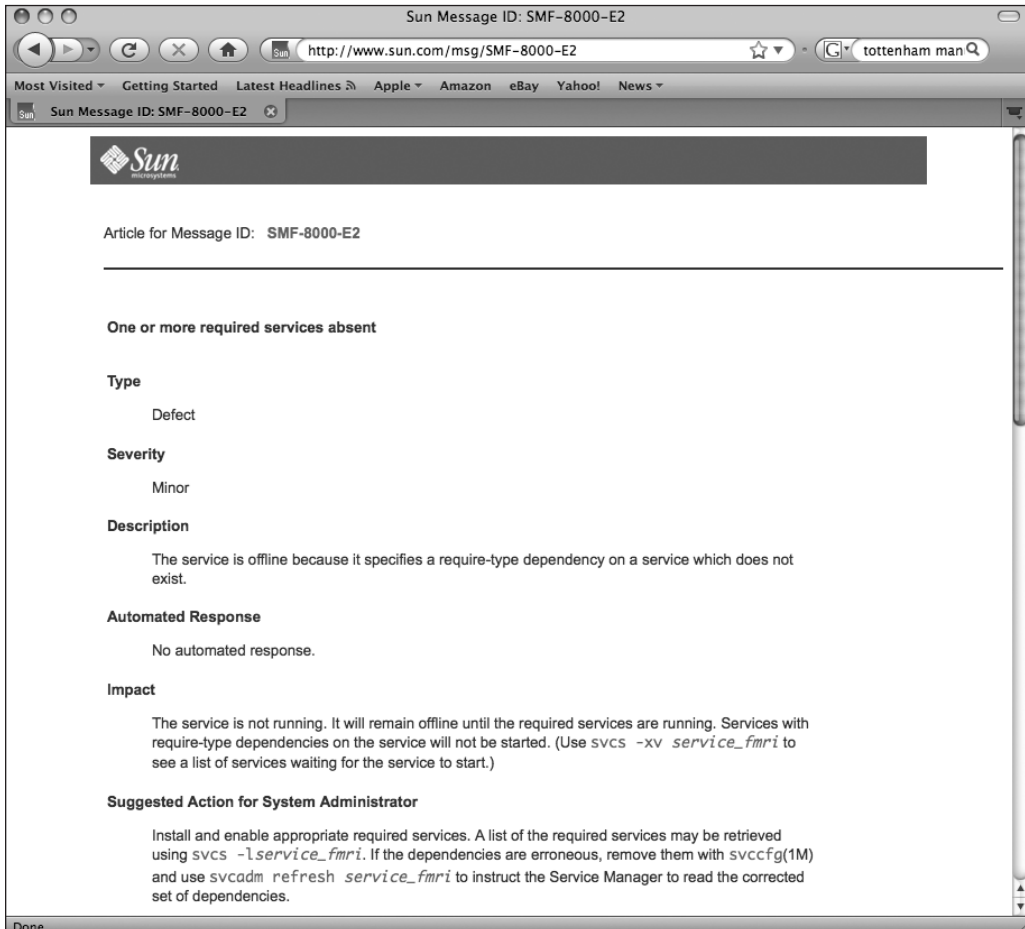 Sun Message ID: SMF-8000-E2
Sun http://www.sun.com/msg/SMF-8000-E2 G tottenham man
Most Visited Getting Started Latest Headlines Apple Amazon eBay Yahoo! News
Sun Sun Message ID: SMF-8000-E2
Sun
microsystems
Article for Message ID: SMF-8000-E2
One or more required services absent
Type
Defect
Severity
Minor
Description
The service is offline because it specifies a require-type dependency on a service which does not
exist.
Automated Response
No automated response.
Impact
The service is not running. It will remain offline until the required services are running. Services with
require-type dependencies on the service will not be started. (Use svcs -xv service_fmri to
see a list of services waiting for the service to start.)
Suggested Action for System Administrator
Install and enable appropriate required services. A list of the required services may be retrieved
using svcs -lservice_fmri. If the dependencies are erroneous, remove them with svccfg(1M)
and use svcadm refresh service_fmri to instruct the Service Manager to read the corrected
set of dependencies.
Done